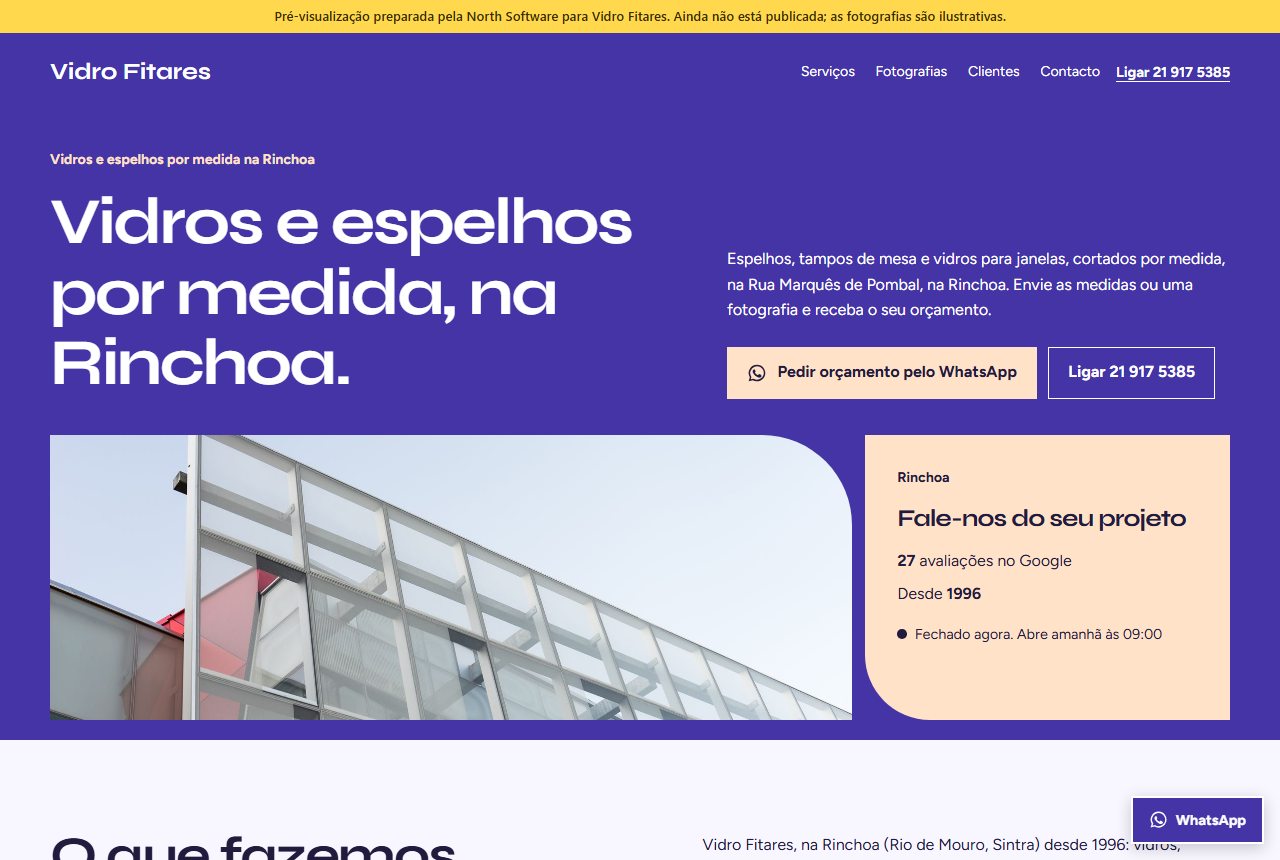 Pré-visualização preparada pela North Software para Vidro Fitares. Ainda não está publicada; as fotografias são ilustrativas.
Vidro Fitares
Serviços Fotografias Clientes Contacto Ligar 21 917 5385
Vidros e espelhos por medida na Rinchoa
Vidros e espelhos
por medida, na
Rinchoa.
Espelhos, tampos de mesa e vidros para janelas, cortados por medida,
na Rua Marquês de Pombal, na Rinchoa. Envie as medidas ou uma
fotografia e receba o seu orçamento.
Pedir orçamento pelo WhatsApp
Ligar 21 917 5385
Rinchoa
Fale-nos do seu projeto
27 avaliações no Google
Desde 1996
Fechado agora. Abre amanhã às 09:00
O que fazemos
Vidro Fitares, na Rinchoa (Rio de Mouro, Sintra) desde 1996: vidros,
WhatsApp